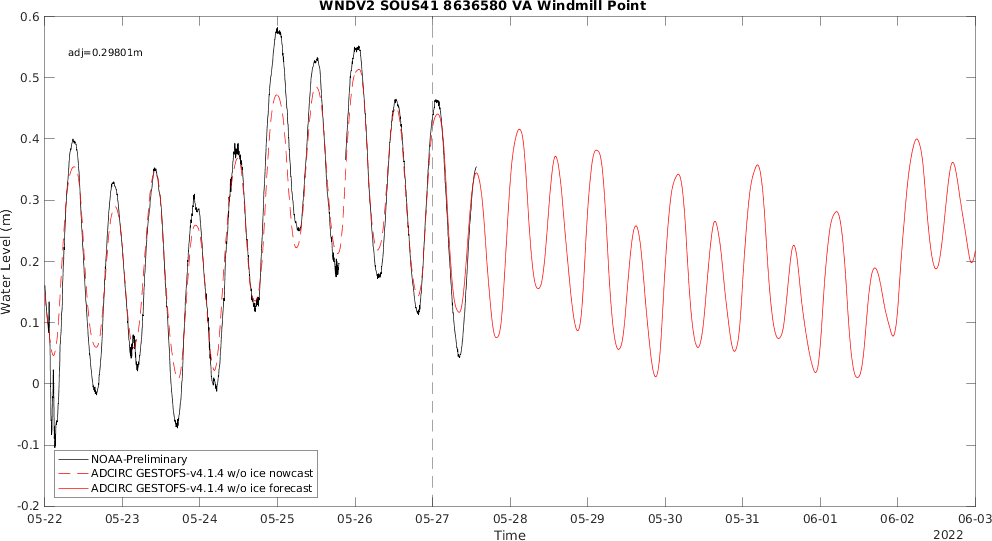 WNDV2 SOUS41 8636580 VA Windmill Point
adj=0.29801m
Water Level (m)
0.6
0.5
0.4
0.3
0.2
0.1
0
-0.1
-0.2
NOAA-Preliminary
ADCIRC GESTOFS-v4.1.4 w/o ice nowcast
ADCIRC GESTOFS-v4.1.4 w/o ice forecast
05-22 05-23 05-24 05-25 05-26 05-27 05-28 05-29 05-30 05-31 06-01 06-02 06-03
Time
2022